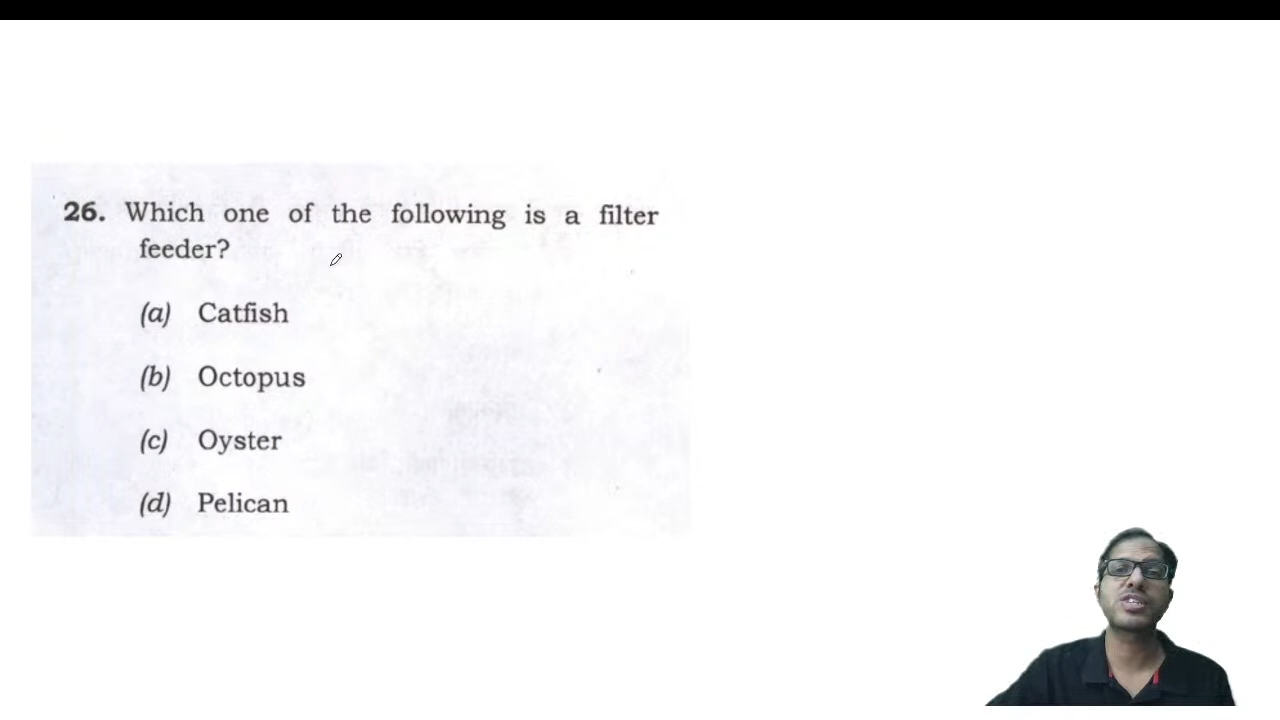 26. Which one of the following is a filter
feeder?
(a) Catfish
(b) Octopus
(c) Oyster
(d) Pelican